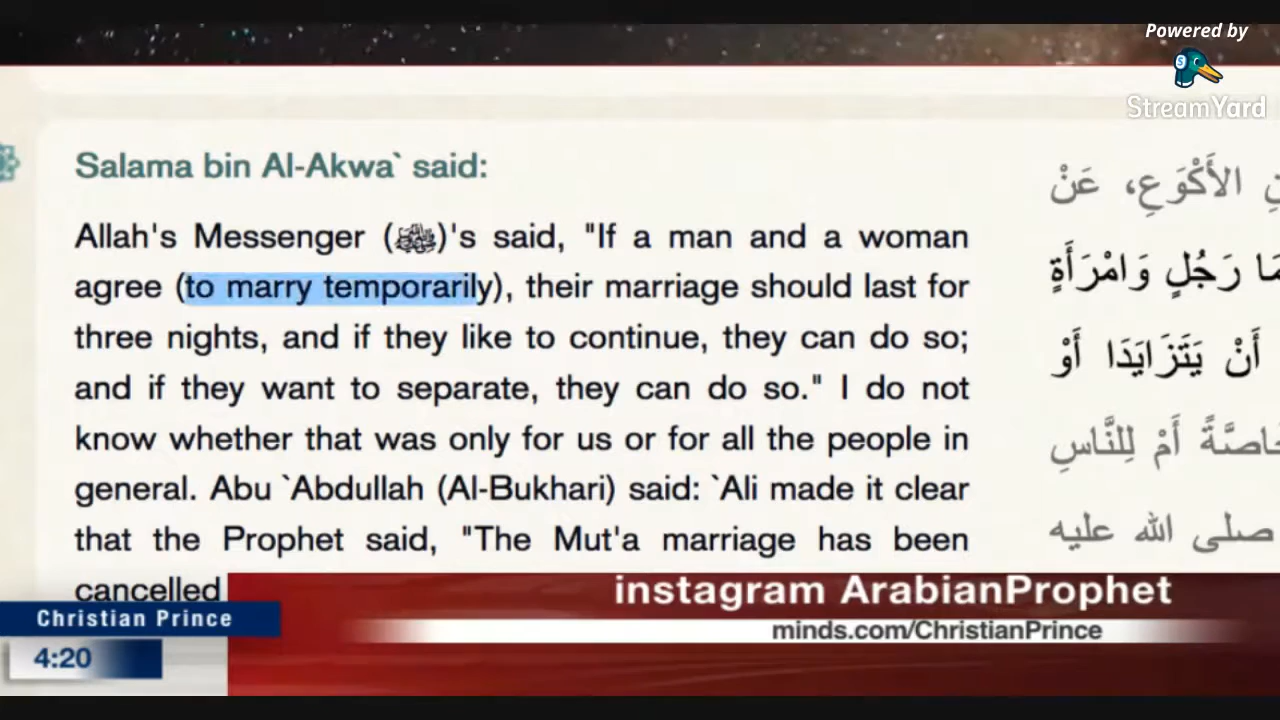 Powered by
StreamYard
Salama bin Al-Akwa` said:
Allah's Messenger (ﷺ)'s said, "If a man and a woman
agree (to marry temporarily), their marriage should last for
three nights, and if they like to continue, they can do so;
and if they want to separate, they can do so." I do not
know whether that was only for us or for all the people in
general. Abu `Abdullah (Al-Bukhari) said: `Ali made it clear
that the Prophet said, "The Mut'a marriage has been
cancelled
الأَكْوَعِ، عَنْ
رَجُلٍ وَامْرَأَةٍ
أَنْ يَتَزَايَدَا أَوْ
أَمْ لِلنَّاسِ
صلى الله عليه
instagram ArabianProphet
Christian Prince
minds.com/ChristianPrince
4:20